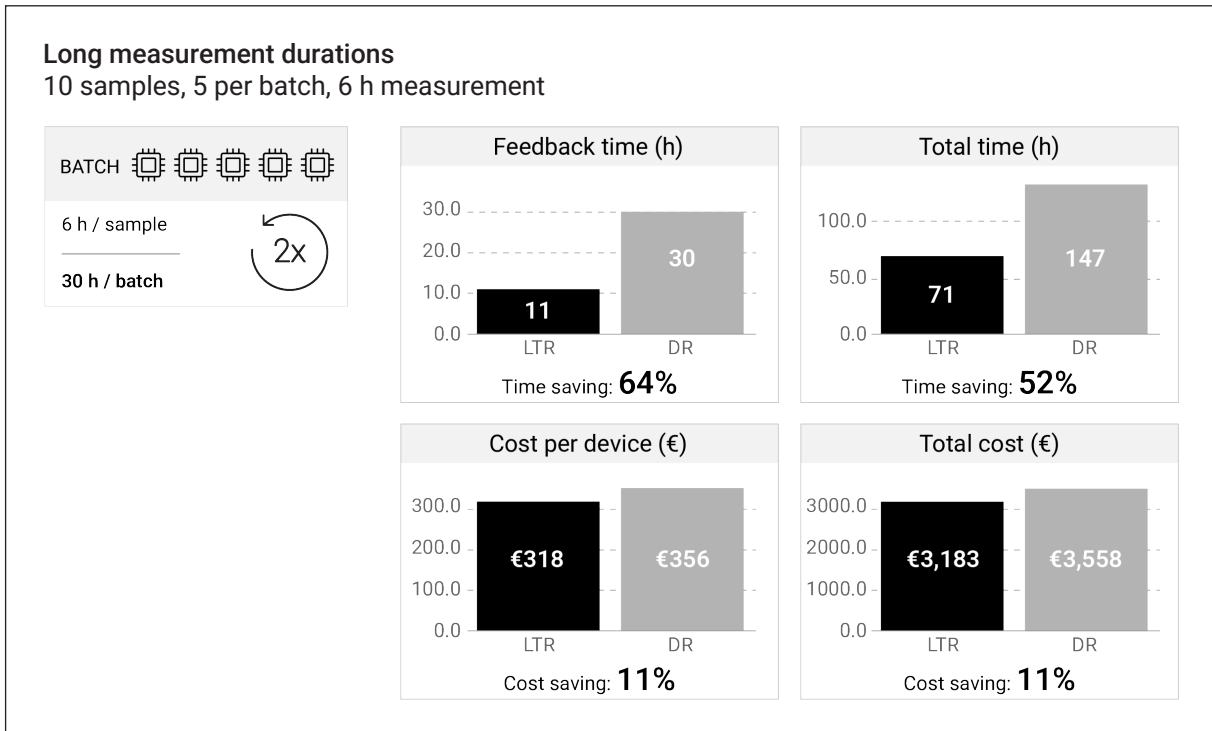 Long measurement durations
10 samples, 5 per batch, 6 h measurement
BATCH
6 h / sample
30 h / batch
2x
Feedback time (h)
30.0
20.0
10.0
0.0
11
30
LTR
DR
Time saving: 64%
Total time (h)
100.0
50.0
0.0
71
147
LTR
DR
Time saving: 52%
Cost per device (€)
300.0
200.0
100.0
0.0
€318
€356
LTR
DR
Cost saving: 11%
Total cost (€)
3000.0
2000.0
1000.0
0.0
€3,183
€3,558
LTR
DR
Cost saving: 11%